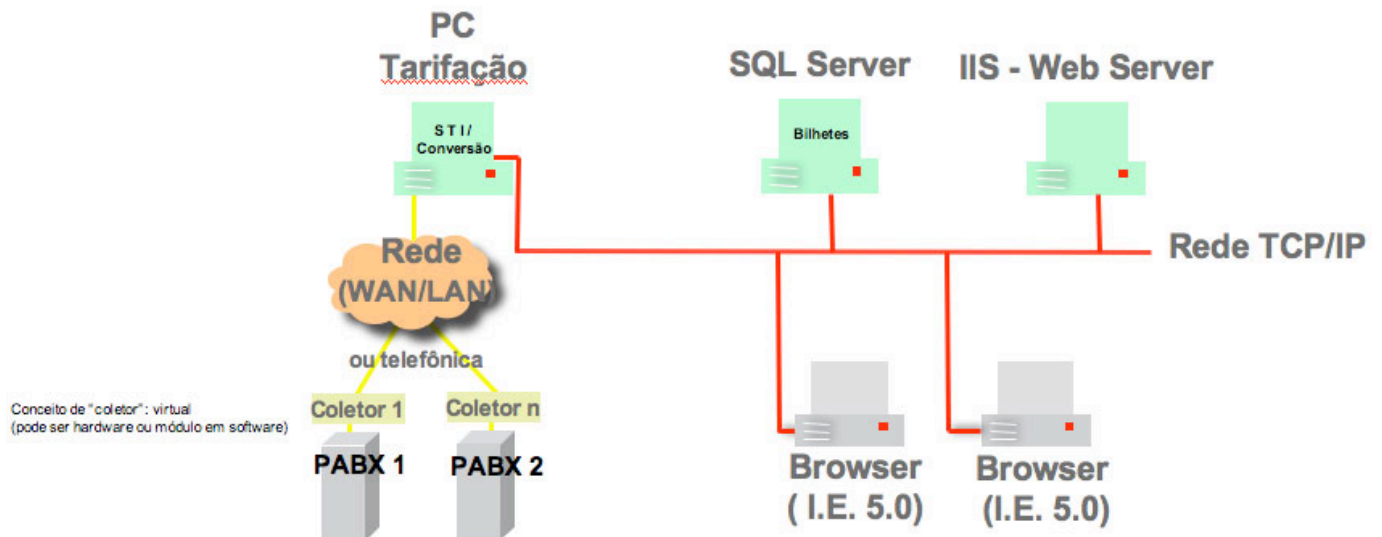 PC
Tarifação
SQL Server
IIS - Web Server
S T I /
Conversão
Bilhetes
Rede
(WAN/LAN)
Rede TCP/IP
ou telefônica
Coletor 1
Coletor n
Conceito de "coletor": virtual
(pode ser hardware ou módulo em software)
PABX 1
PABX 2
Browser
( I.E. 5.0)
Browser
(I.E. 5.0)